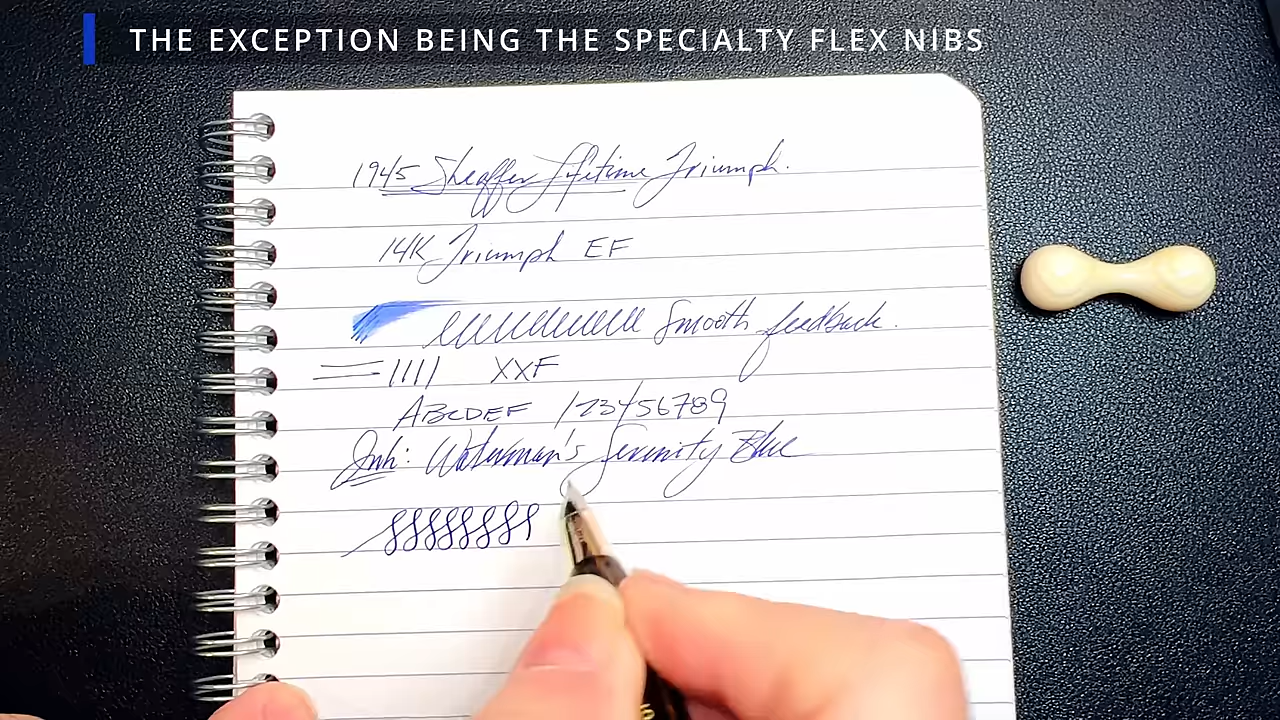 THE EXCEPTION BEING THE SPECIALTY FLEX NIBS
1945 Sheaffer Lifetime Triumph.
14K Triumph EF
Smooth feedback.
XXF
ABCDEF 123456789
Ink: Waterman's Serenity Blue